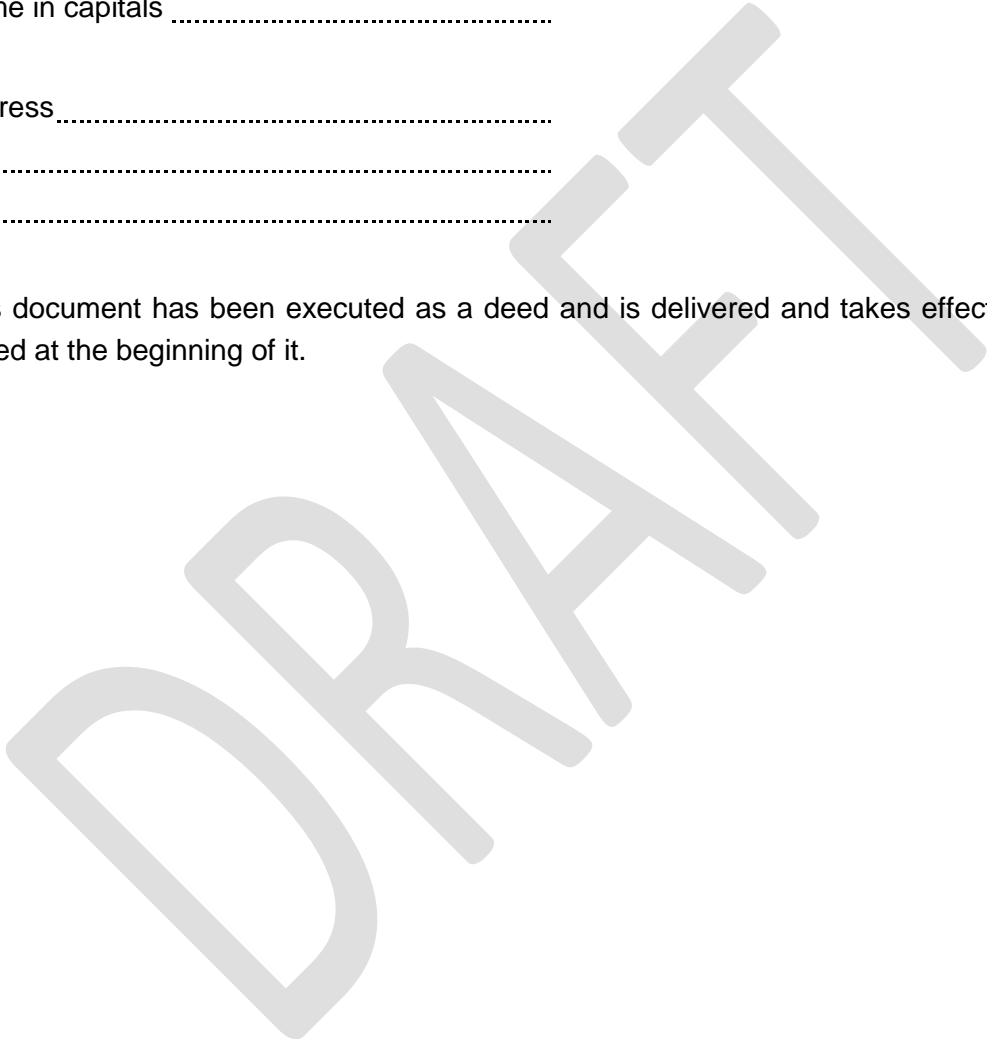 ne in capitals
ress
s document has been executed as a deed and is delivered and takes effect
ed at the beginning of it.
DRAFT